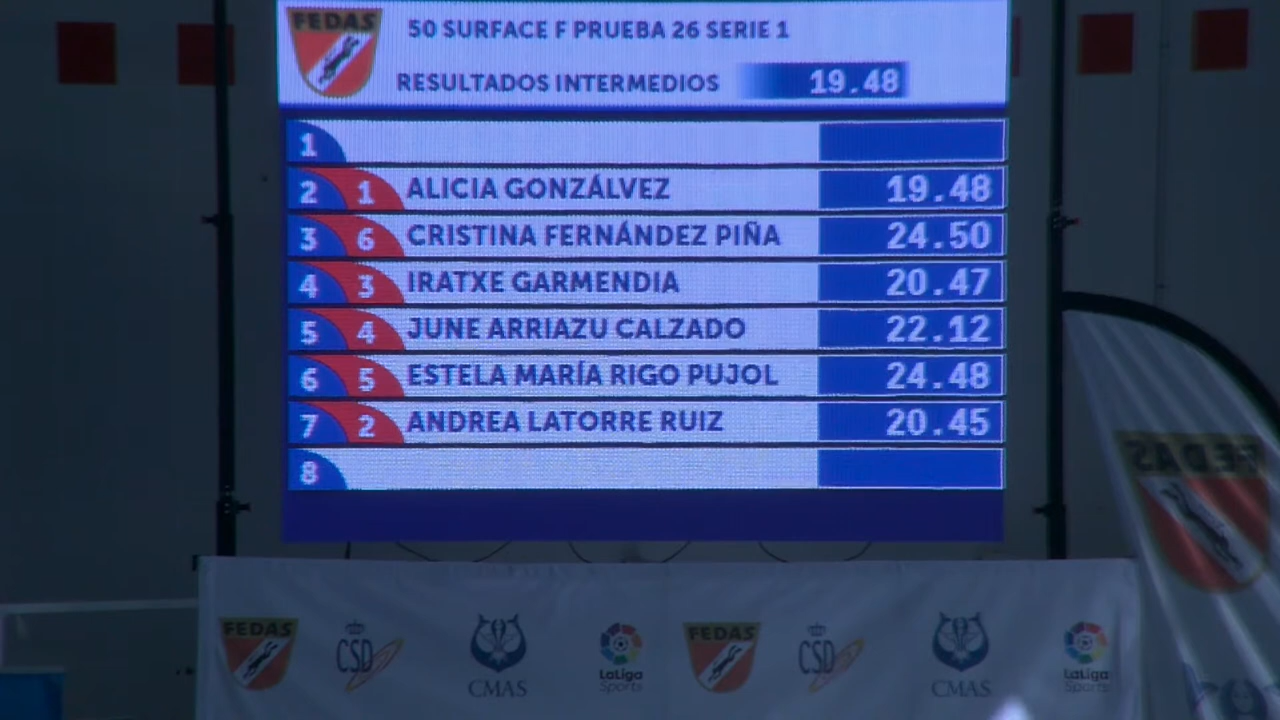 FEDAS
50 SURFACE F PRUEBA 26 SERIE 1
RESULTADOS INTERMEDIOS 19.48
1
2 1 ALICIA GONZÁLVEZ 19.48
3 6 CRISTINA FERNÁNDEZ PIÑA 24.50
4 3 IRATXE GARMENDIA 20.47
5 4 JUNE ARRIAZU CALZADO 22.12
6 5 ESTELA MARÍA RIGO PUJOL 24.48
7 2 ANDREA LATORRE RUIZ 20.45
8
FEDAS
FEDAS CSD CMAS LaLiga Sports FEDAS CSD CMAS LaLiga Sports